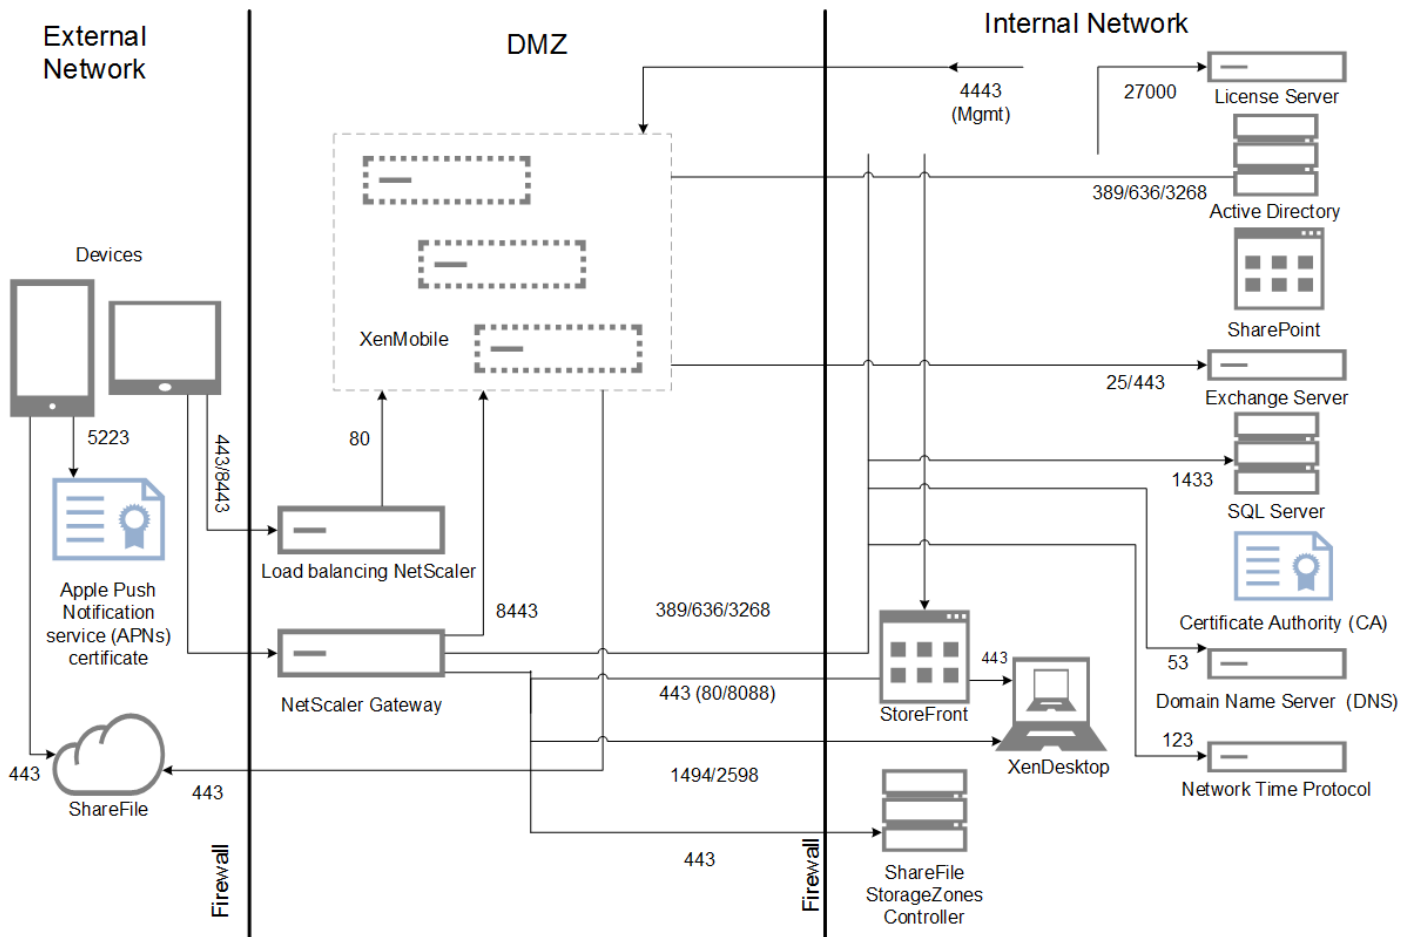 External
Network
DMZ
Internal Network
4443
(Mgmt)
27000
License Server
389/636/3268
Active Directory
SharePoint
25/443
Exchange Server
1433
SQL Server
Certificate Authority (CA)
53
Domain Name Server (DNS)
123
Network Time Protocol
Devices
5223
443/8443
Apple Push
Notification
service (APNs)
certificate
443
ShareFile
443
XenMobile
80
Load balancing NetScaler
8443
NetScaler Gateway
389/636/3268
443 (80/8088)
1494/2598
443
StoreFront
443
XenDesktop
ShareFile
StorageZones
Controller
Firewall
Firewall